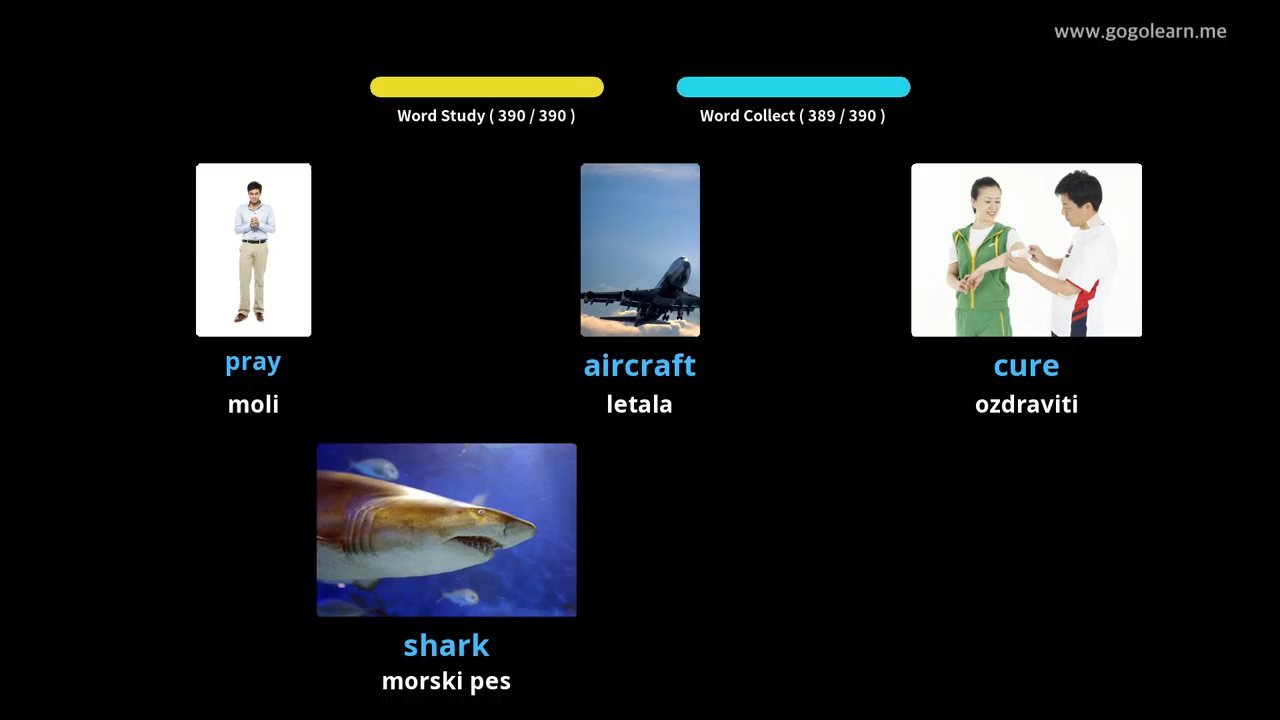 www.gogolearn.me
Word Study ( 390 / 390 )
Word Collect ( 389 / 390 )
pray
moli
aircraft
letala
cure
ozdraviti
shark
morski pes